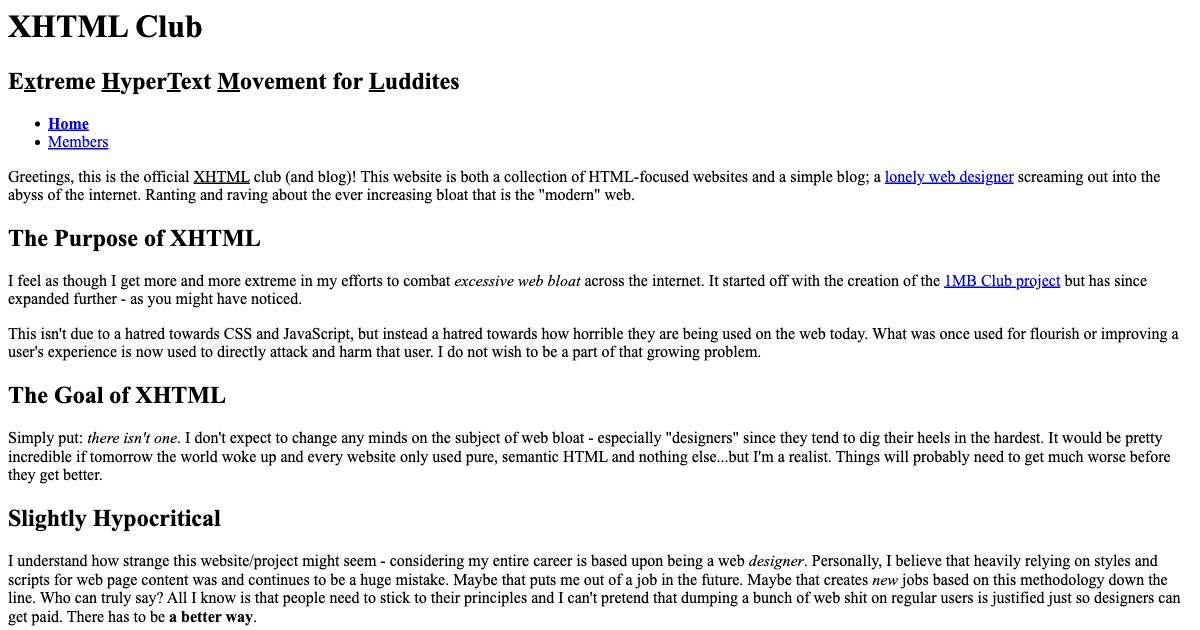 XHTML Club
Extreme HyperText Movement for Luddites
Home
Members
Greetings, this is the official XHTML club (and blog)! This website is both a collection of HTML-focused websites and a simple blog; a lonely web designer screaming out into the
abyss of the internet. Ranting and raving about the ever increasing bloat that is the "modern" web.
The Purpose of XHTML
I feel as though I get more and more extreme in my efforts to combat excessive web bloat across the internet. It started off with the creation of the 1MB Club project but has since
expanded further - as you might have noticed.
This isn't due to a hatred towards CSS and JavaScript, but instead a hatred towards how horrible they are being used on the web today. What was once used for flourish or improving a
user's experience is now used to directly attack and harm that user. I do not wish to be a part of that growing problem.
The Goal of XHTML
Simply put: there isn't one. I don't expect to change any minds on the subject of web bloat - especially "designers" since they tend to dig their heels in the hardest. It would be pretty
incredible if tomorrow the world woke up and every website only used pure, semantic HTML and nothing else...but I'm a realist. Things will probably need to get much worse before
they get better.
Slightly Hypocritical
I understand how strange this website/project might seem - considering my entire career is based upon being a web designer. Personally, I believe that heavily relying on styles and
scripts for web page content was and continues to be a huge mistake. Maybe that puts me out of a job in the future. Maybe that creates new jobs based on this methodology down the
line. Who can truly say? All I know is that people need to stick to their principles and I can't pretend that dumping a bunch of web shit on regular users is justified just so designers can
get paid. There has to be a better way.